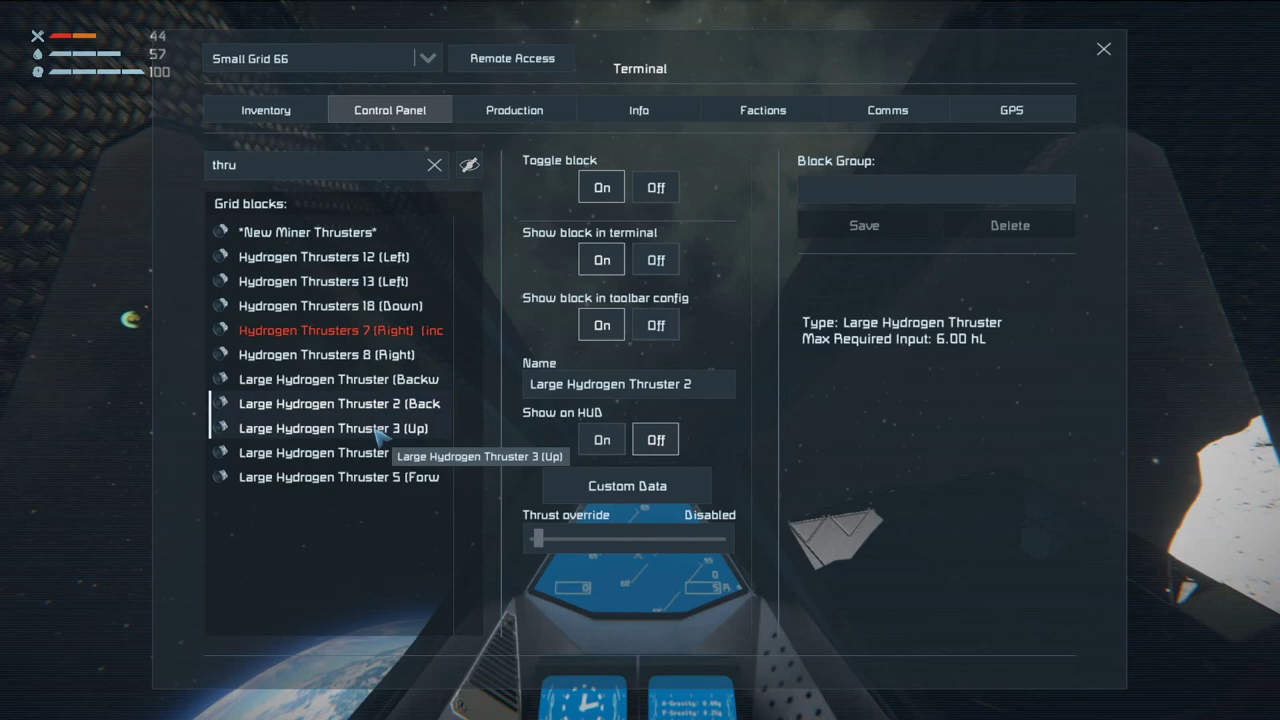 44
57
100
Small Grid 66
Remote Access
Terminal
Inventory
Control Panel
Production
Info
Factions
Comms
GPS
thru
Grid blocks:
*New Miner Thrusters*
Hydrogen Thrusters 12 (Left)
Hydrogen Thrusters 13 (Left)
Hydrogen Thrusters 18 (Down)
Hydrogen Thrusters 7 (Right) (inc
Hydrogen Thrusters 8 (Right)
Large Hydrogen Thruster (Backw
Large Hydrogen Thruster 2 (Back
Large Hydrogen Thruster 3 (Up)
Large Hydrogen Thruster
Large Hydrogen Thruster 5 (Forw
Large Hydrogen Thruster 3 (Up)
Toggle block
On Off
Show block in terminal
On Off
Show block in toolbar config
On Off
Name
Large Hydrogen Thruster 2
Show on HUD
On Off
Custom Data
Thrust override Disabled
Block Group:
Save Delete
Type: Large Hydrogen Thruster
Max Required Input: 6.00 hL